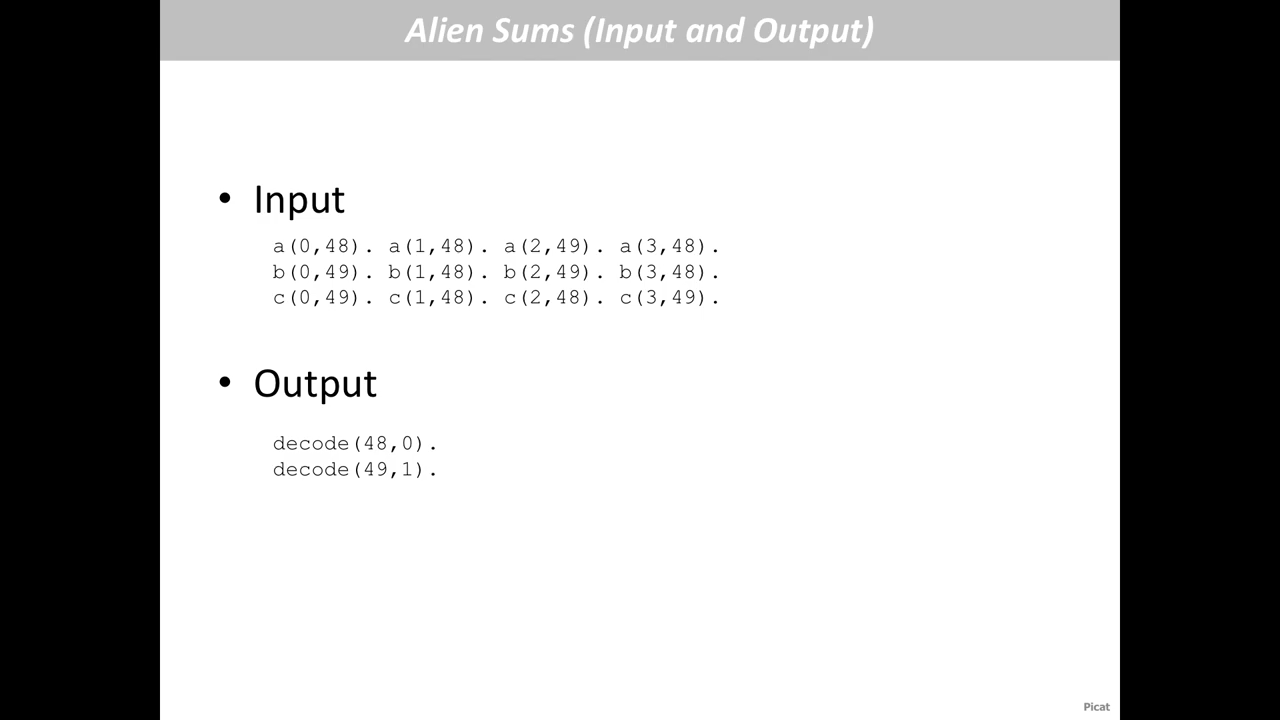 Alien Sums (Input and Output)
• Input
a(0,48). a(1,48). a(2,49). a(3,48).
b(0,49). b(1,48). b(2,49). b(3,48).
c(0,49). c(1,48). c(2,48). c(3,49).
• Output
decode(48,0).
decode(49,1).
Picat